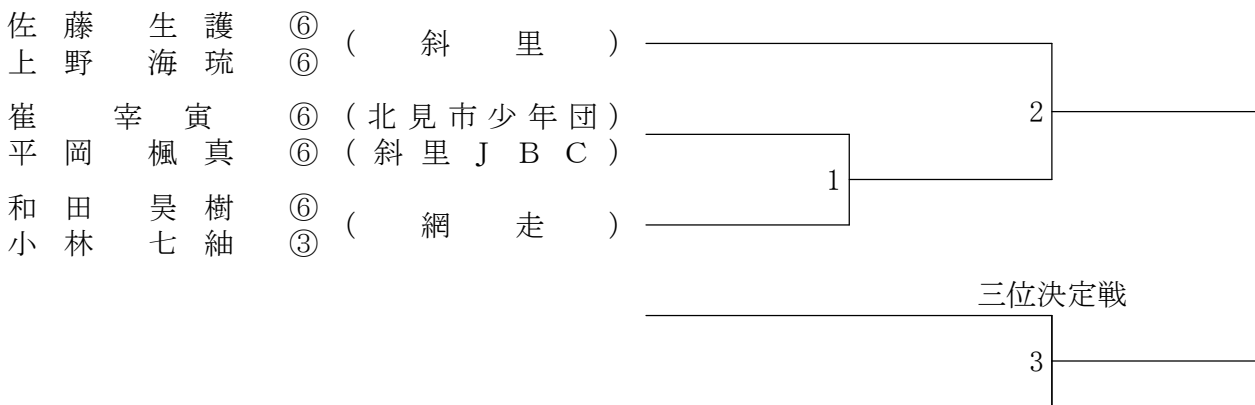 佐藤 生護 ⑥
(斜里)
上野 海琉 ⑥
崔 宰寅 ⑥ (北見市少年団)
平岡 楓真 ⑥ (斜里JBC)
和田 昊樹 ⑥
(網走)
小林 七紬 ③
2
1
三位決定戦
3